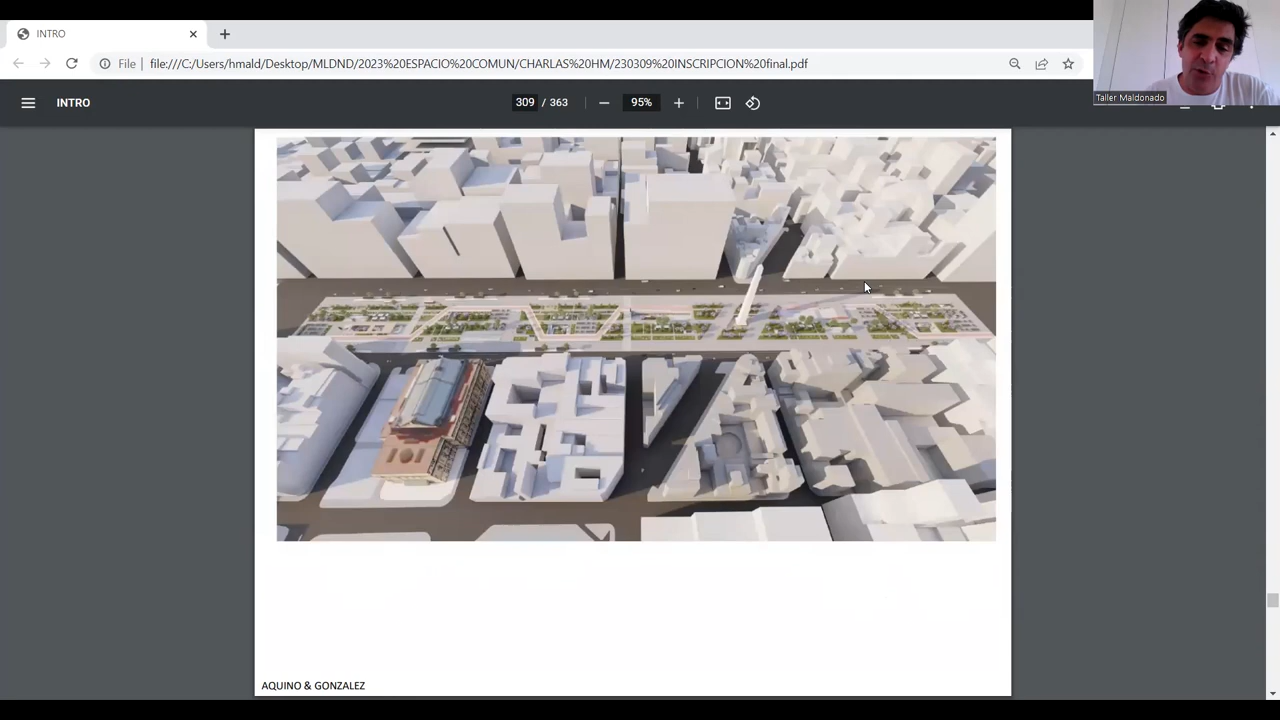 INTRO
File
file:///C:/Users/hmald/Desktop/MLDND/2023%20ESPACIO%20COMUN/CHARLAS%20HM/230309%20INSCRIPCION%20final.pdf
Taller Maldonado
INTRO
309 / 363
95%
AQUINO & GONZALEZ